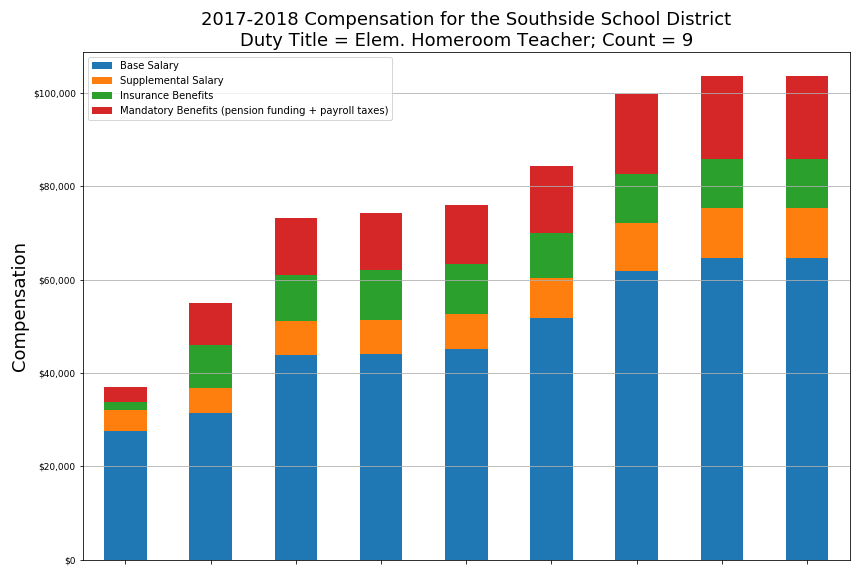 2017-2018 Compensation for the Southside School District
Duty Title = Elem. Homeroom Teacher; Count = 9
Base Salary
Supplemental Salary
Insurance Benefits
Mandatory Benefits (pension funding + payroll taxes)
Compensation
$100,000
$80,000
$60,000
$40,000
$20,000
$0